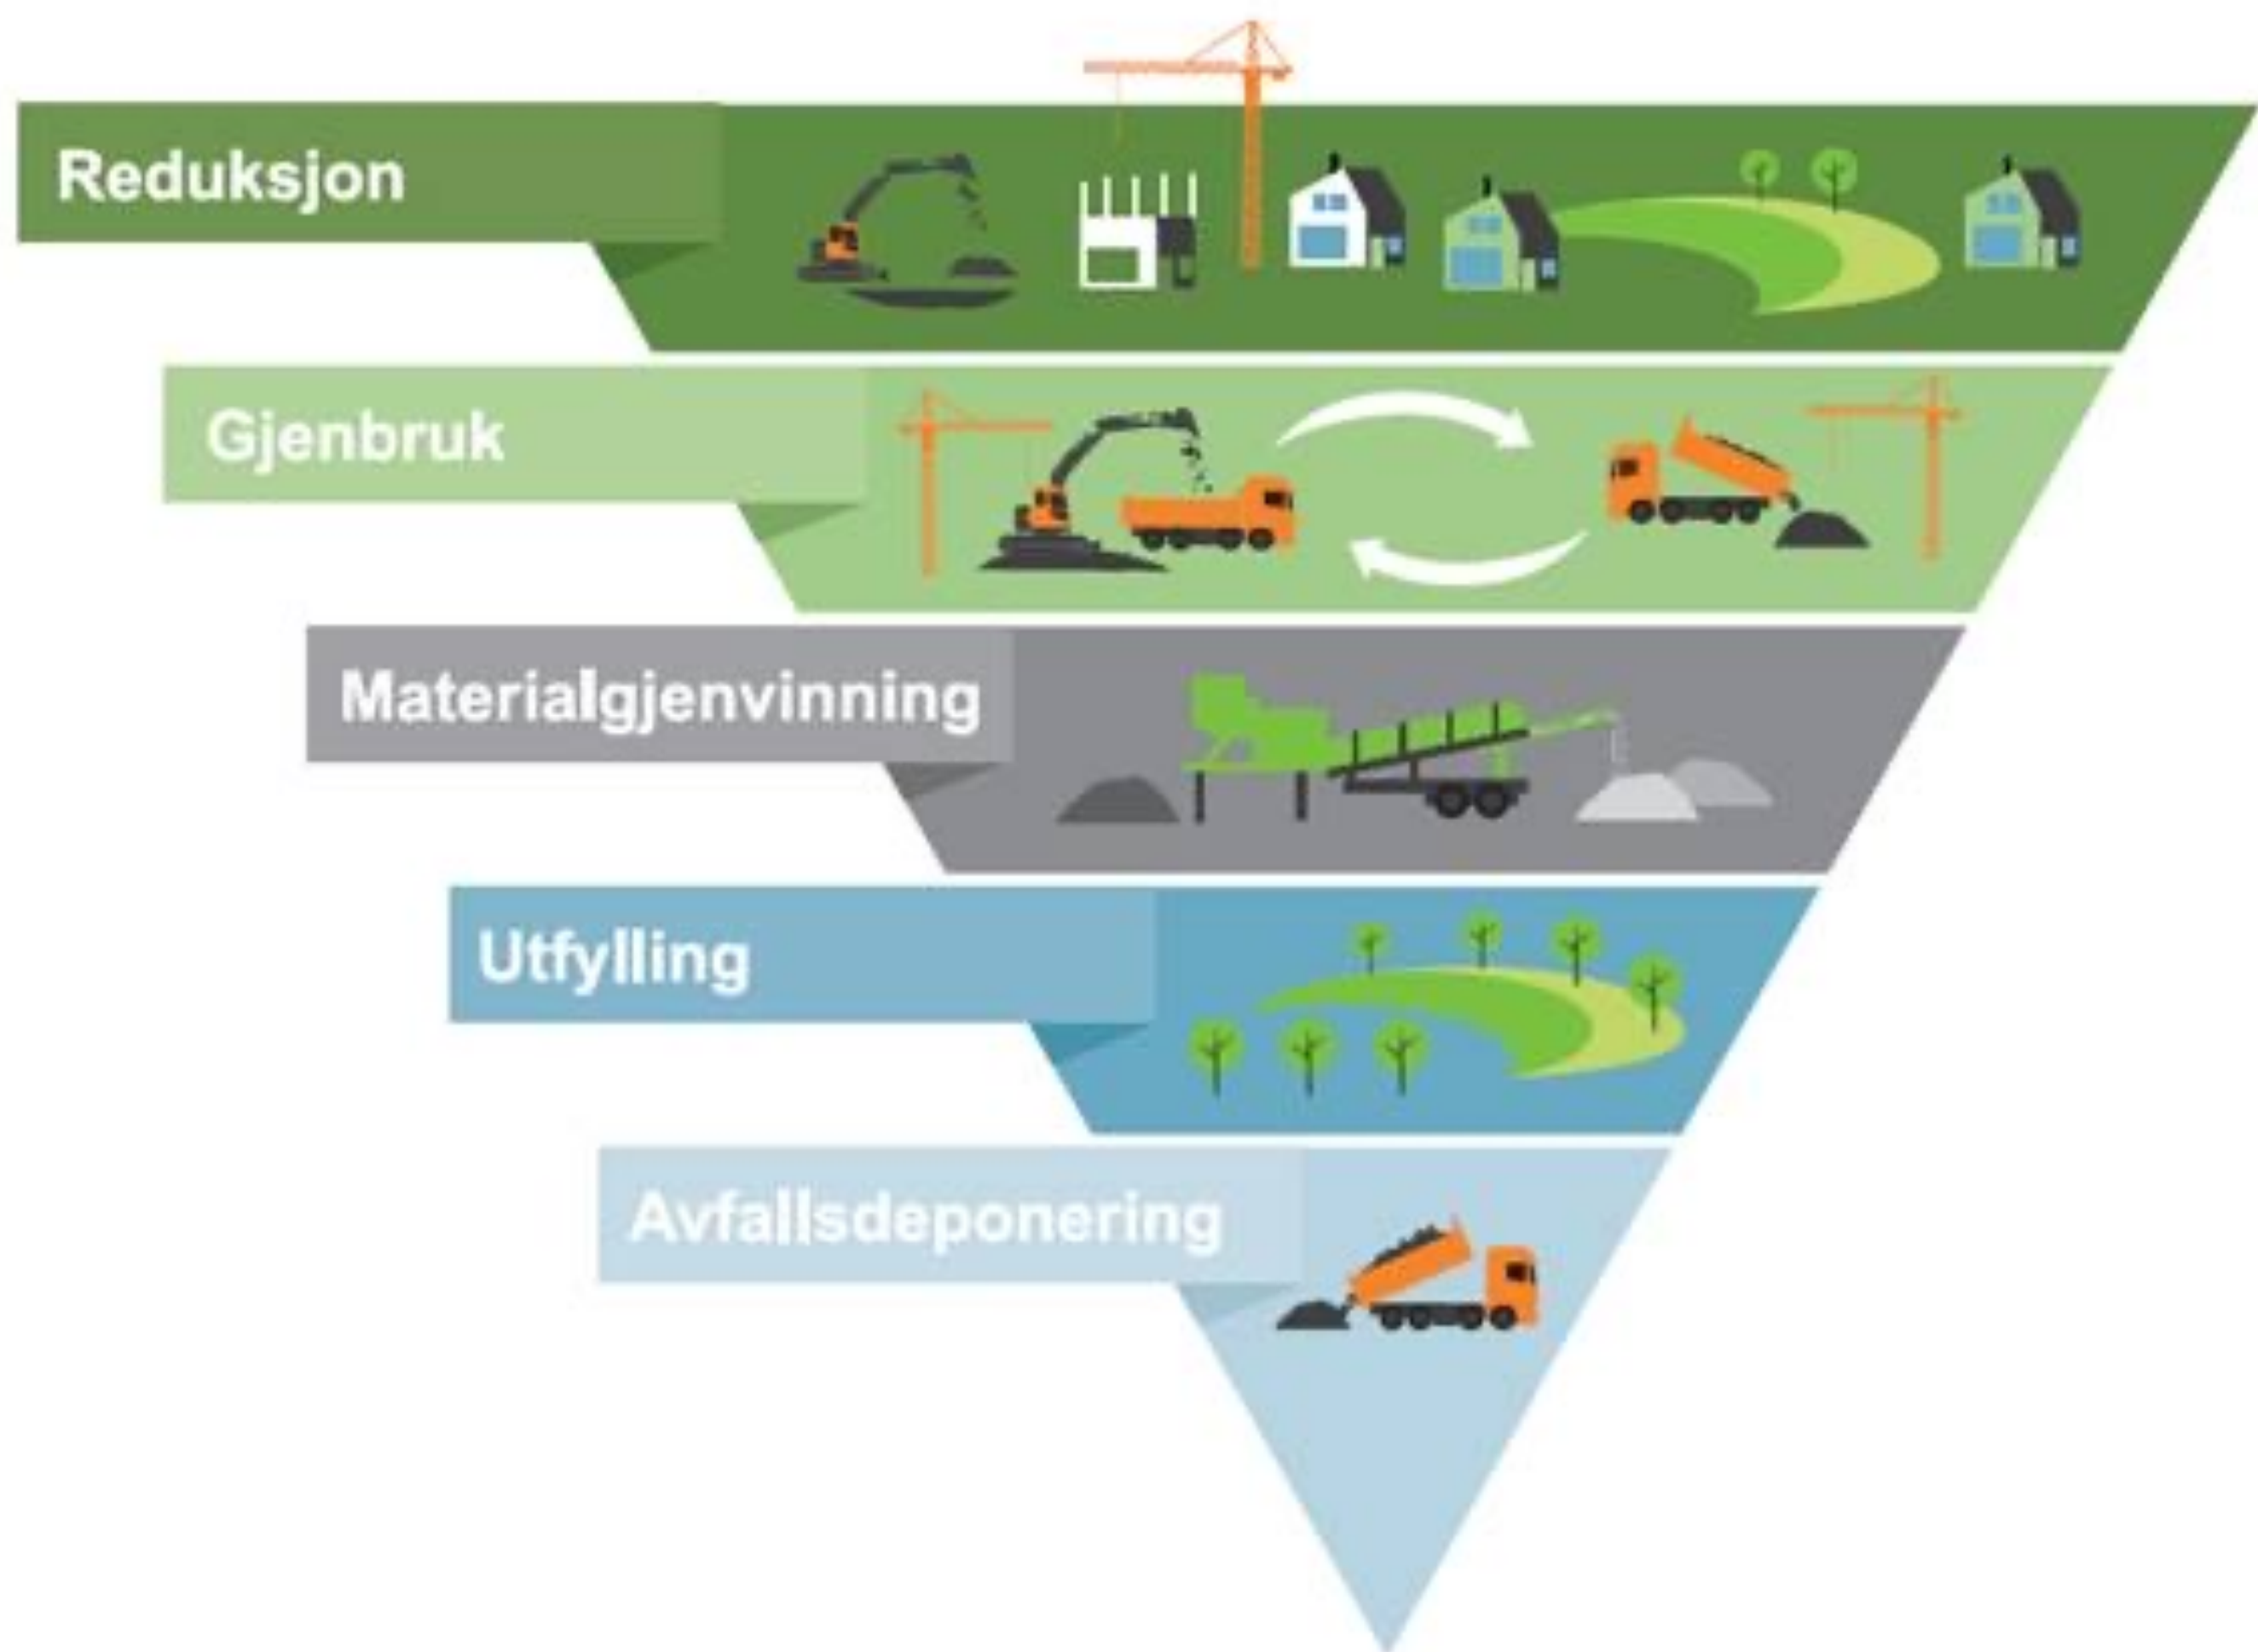 Reduksjon
Gjenbruk
Materialgjenvinning
Utfylling
Avfallsdeponering